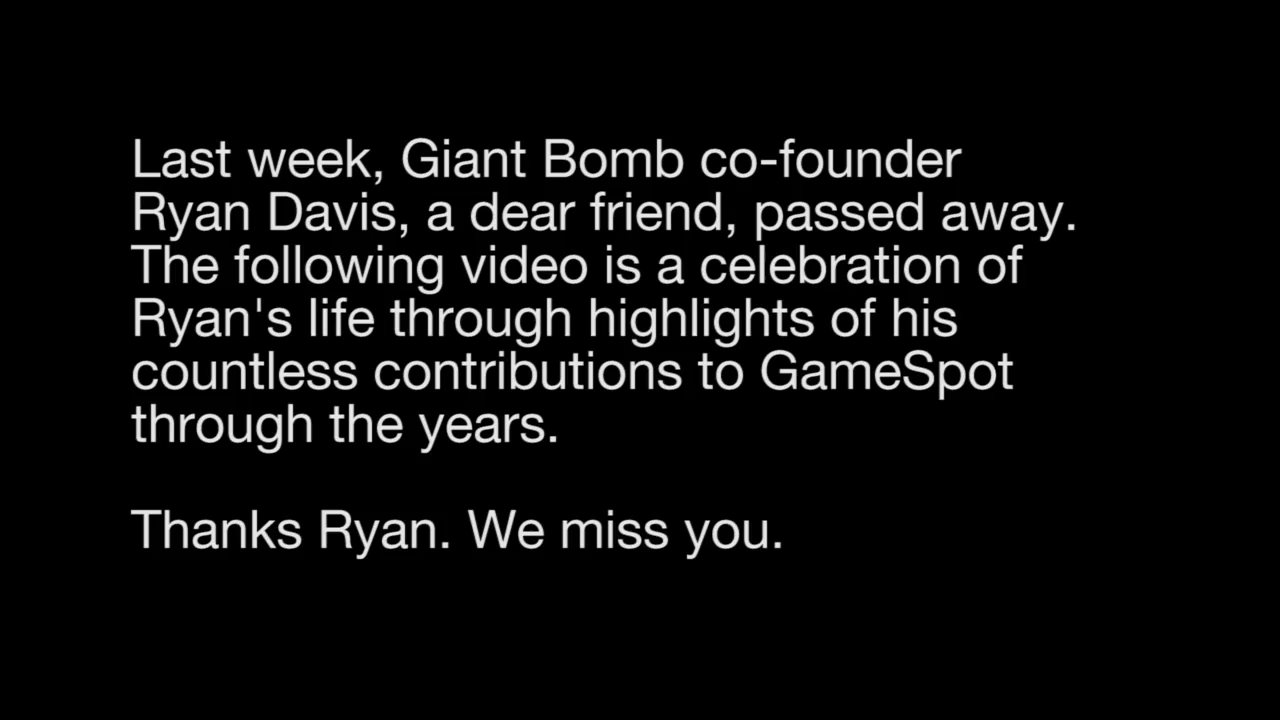 Last week, Giant Bomb co-founder
Ryan Davis, a dear friend, passed away.
The following video is a celebration of
Ryan's life through highlights of his
countless contributions to GameSpot
through the years.
Thanks Ryan. We miss you.